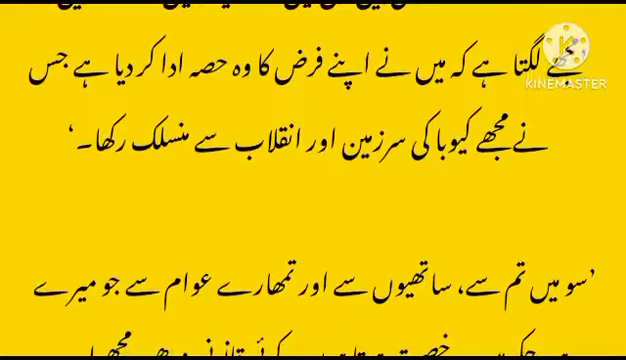 مجھے لگتا ہے کہ میں نے اپنے فرض کا وہ حصہ ادا کر دیا ہے جس
KINEMASTER
نے مجھے کیوبا کی سرزمین اور انقلاب سے منسلک رکھا۔‘
’سو میں تم سے، ساتھیوں سے اور تمھارے عوام سے جو میرے